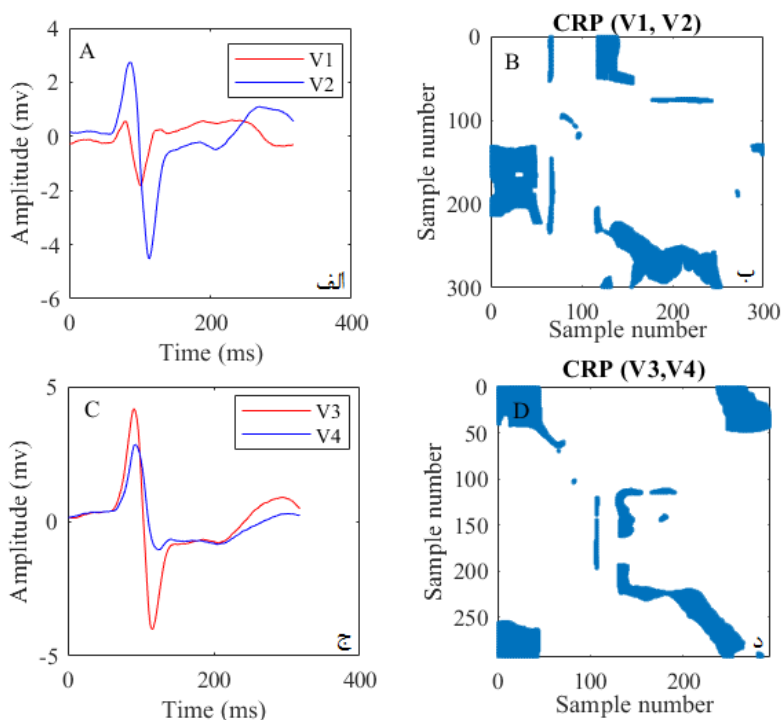 A
V1
V2
4
2
0
-2
-4
-6
Amplitude (mv)
0
200
400
Time (ms)
الف
CRP (V1, V2)
B
0
100
200
300
Sample number
0
100
200
300
Sample number
ب
C
V3
V4
5
0
-5
Amplitude (mv)
0
200
400
Time (ms)
ج
CRP (V3,V4)
D
0
50
100
150
200
250
Sample number
0
100
200
Sample number
د